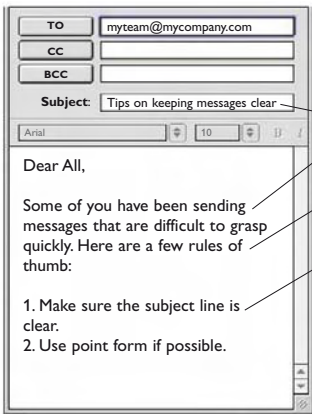 TO myteam@mycompany.com
CC
BCC
Subject: Tips on keeping messages clear
Arial 10 B I
Dear All,
Some of you have been sending
messages that are difficult to grasp
quickly. Here are a few rules of
thumb:
1. Make sure the subject line is
clear.
2. Use point form if possible.